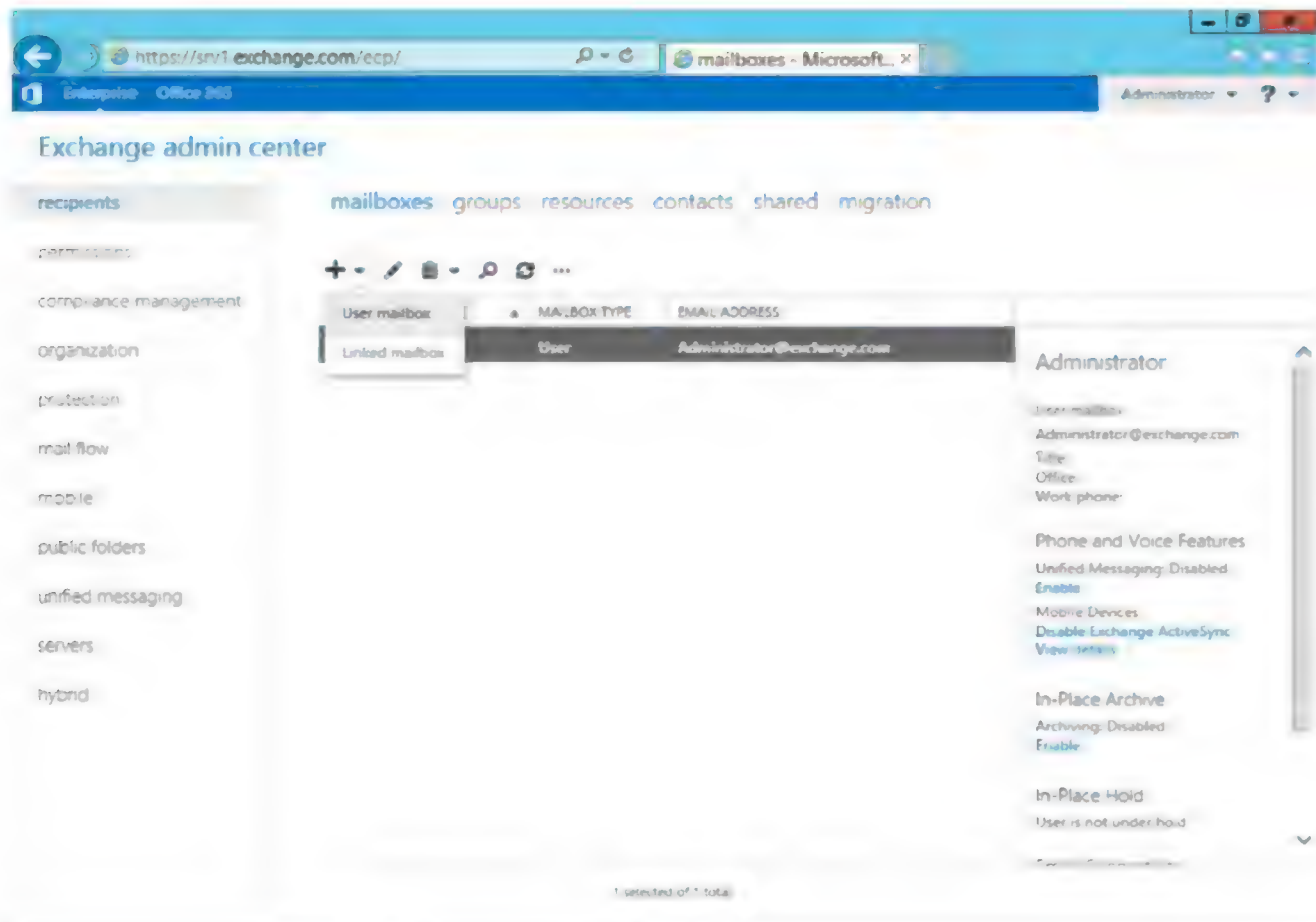 https://srv1.exchange.com/ecp/
mailboxes - Microsoft... ×
Enterprise Office 365
Administrator ?
Exchange admin center
recipients
permissions
compliance management
organization
protection
mail flow
mobile
public folders
unified messaging
servers
hybrid
mailboxes groups resources contacts shared migration
User mailbox
Linked mailbox
MAILBOX TYPE EMAIL ADDRESS
User Administrator@exchange.com
Administrator
User mailbox
Administrator@exchange.com
Title:
Office:
Work phone:
Phone and Voice Features
Unified Messaging: Disabled
Enable
Mobile Devices
Disable Exchange ActiveSync
View details
In-Place Archive
Archiving: Disabled
Enable
In-Place Hold
User is not under hold
1 selected of 1 total